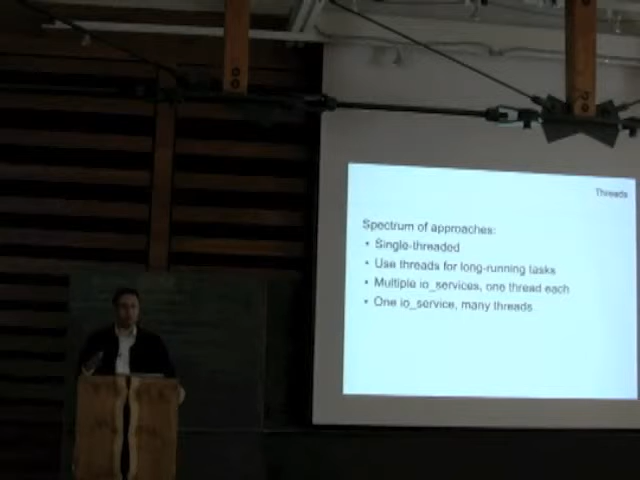 Threads
Spectrum of approaches:
• Single-threaded
• Use threads for long-running tasks
• Multiple io_services, one thread each
• One io_service, many threads